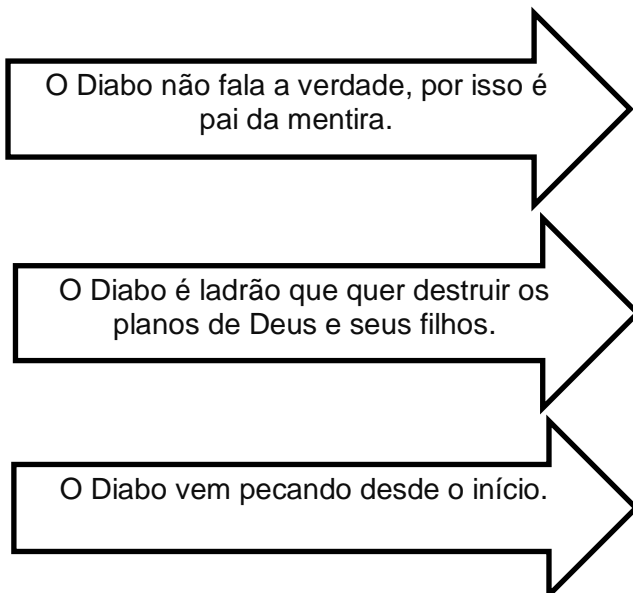 O Diabo não fala a verdade, por isso é
pai da mentira.
O Diabo é ladrão que quer destruir os
planos de Deus e seus filhos.
O Diabo vem pecando desde o início.